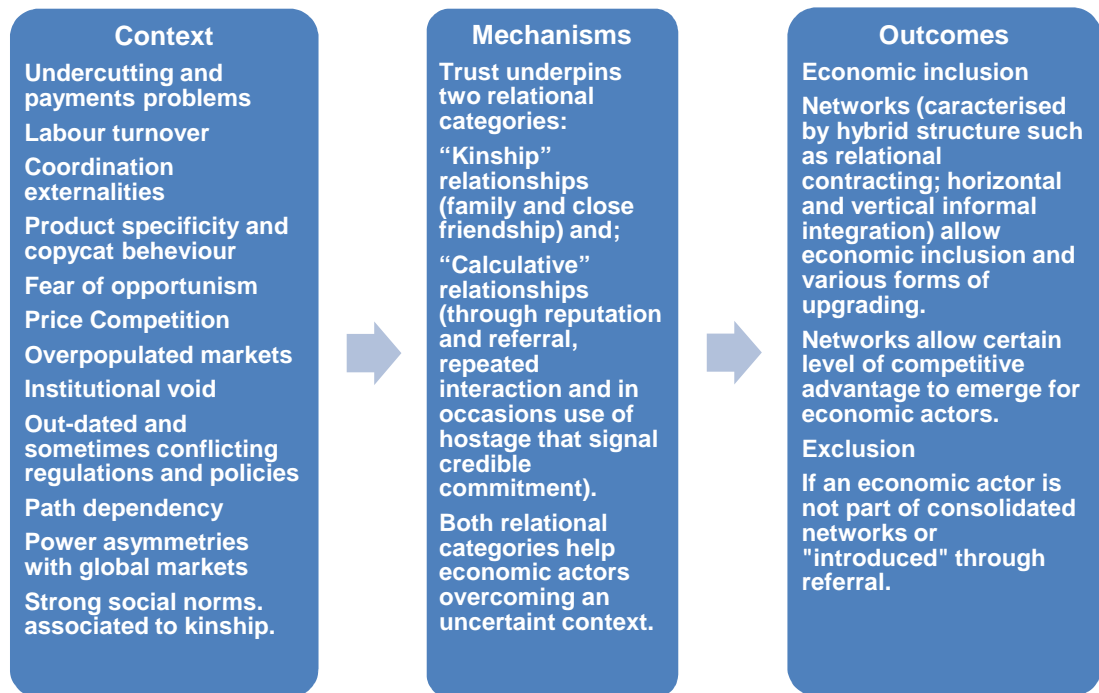 Context
Undercutting and
payments problems
Labour turnover
Coordination
externalities
Product specificity and
copycat beheviour
Fear of opportunism
Price Competition
Overpopulated markets
Institutional void
Out-dated and
sometimes conflicting
regulations and policies
Path dependency
Power asymmetries
with global markets
Strong social norms.
associated to kinship.
Mechanisms
Trust underpins
two relational
categories:
“Kinship”
relationships
(family and close
friendship) and;
“Calculative”
relationships
(through reputation
and referral,
repeated
interaction and in
occasions use of
hostage that signal
credible
commitment).
Both relational
categories help
economic actors
overcoming an
uncertaint context.
Outcomes
Economic inclusion
Networks (caracterised
by hybrid structure such
as relational
contracting; horizontal
and vertical informal
integration) allow
economic inclusion and
various forms of
upgrading.
Networks allow certain
level of competitive
advantage to emerge for
economic actors.
Exclusion
If an economic actor is
not part of consolidated
networks or
"introduced" through
referral.